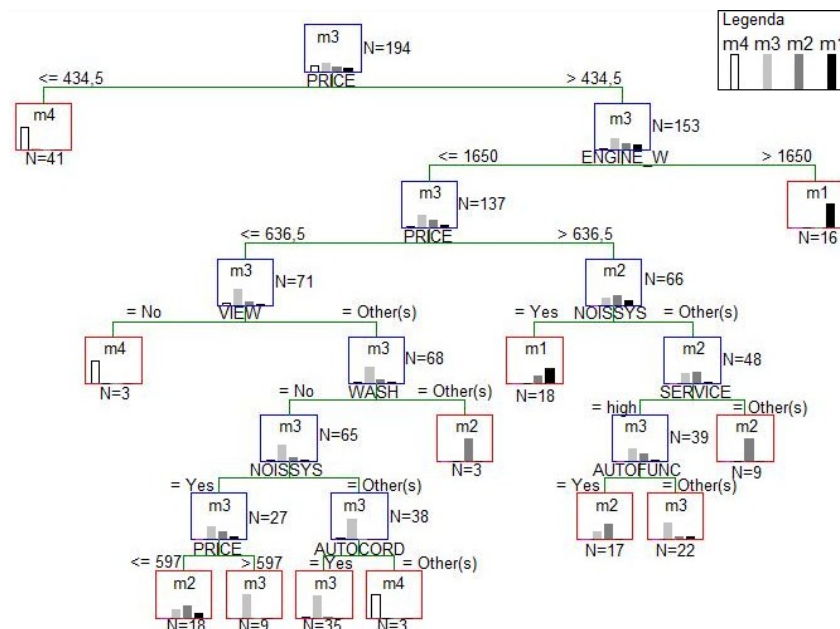 Legenda
m4 m3 m2 m1
m3
N=194
PRICE
<= 434,5
> 434,5
m4
N=41
m3
N=153
ENGINE_W
<= 1650
> 1650
m3
N=137
PRICE
m1
N=16
<= 636,5
> 636,5
m3
N=71
VIEW
m2
N=66
NOISSYS
= No
= Other(s)
= Yes
= Other(s)
m4
N=3
m3
N=68
WASH
m1
N=18
m2
N=48
SERVICE
= No
= Other(s)
= high
= Other(s)
m3
N=65
NOISSYS
m2
N=3
m3
N=39
AUTOFUNC
m2
N=9
= Yes
= Other(s)
= Yes
= Other(s)
m3
N=27
PRICE
m3
N=38
AUTOCORD
m2
N=17
m3
N=22
<= 597
> 597
= Yes
= Other(s)
m2
N=18
m3
N=9
m3
N=35
m4
N=3